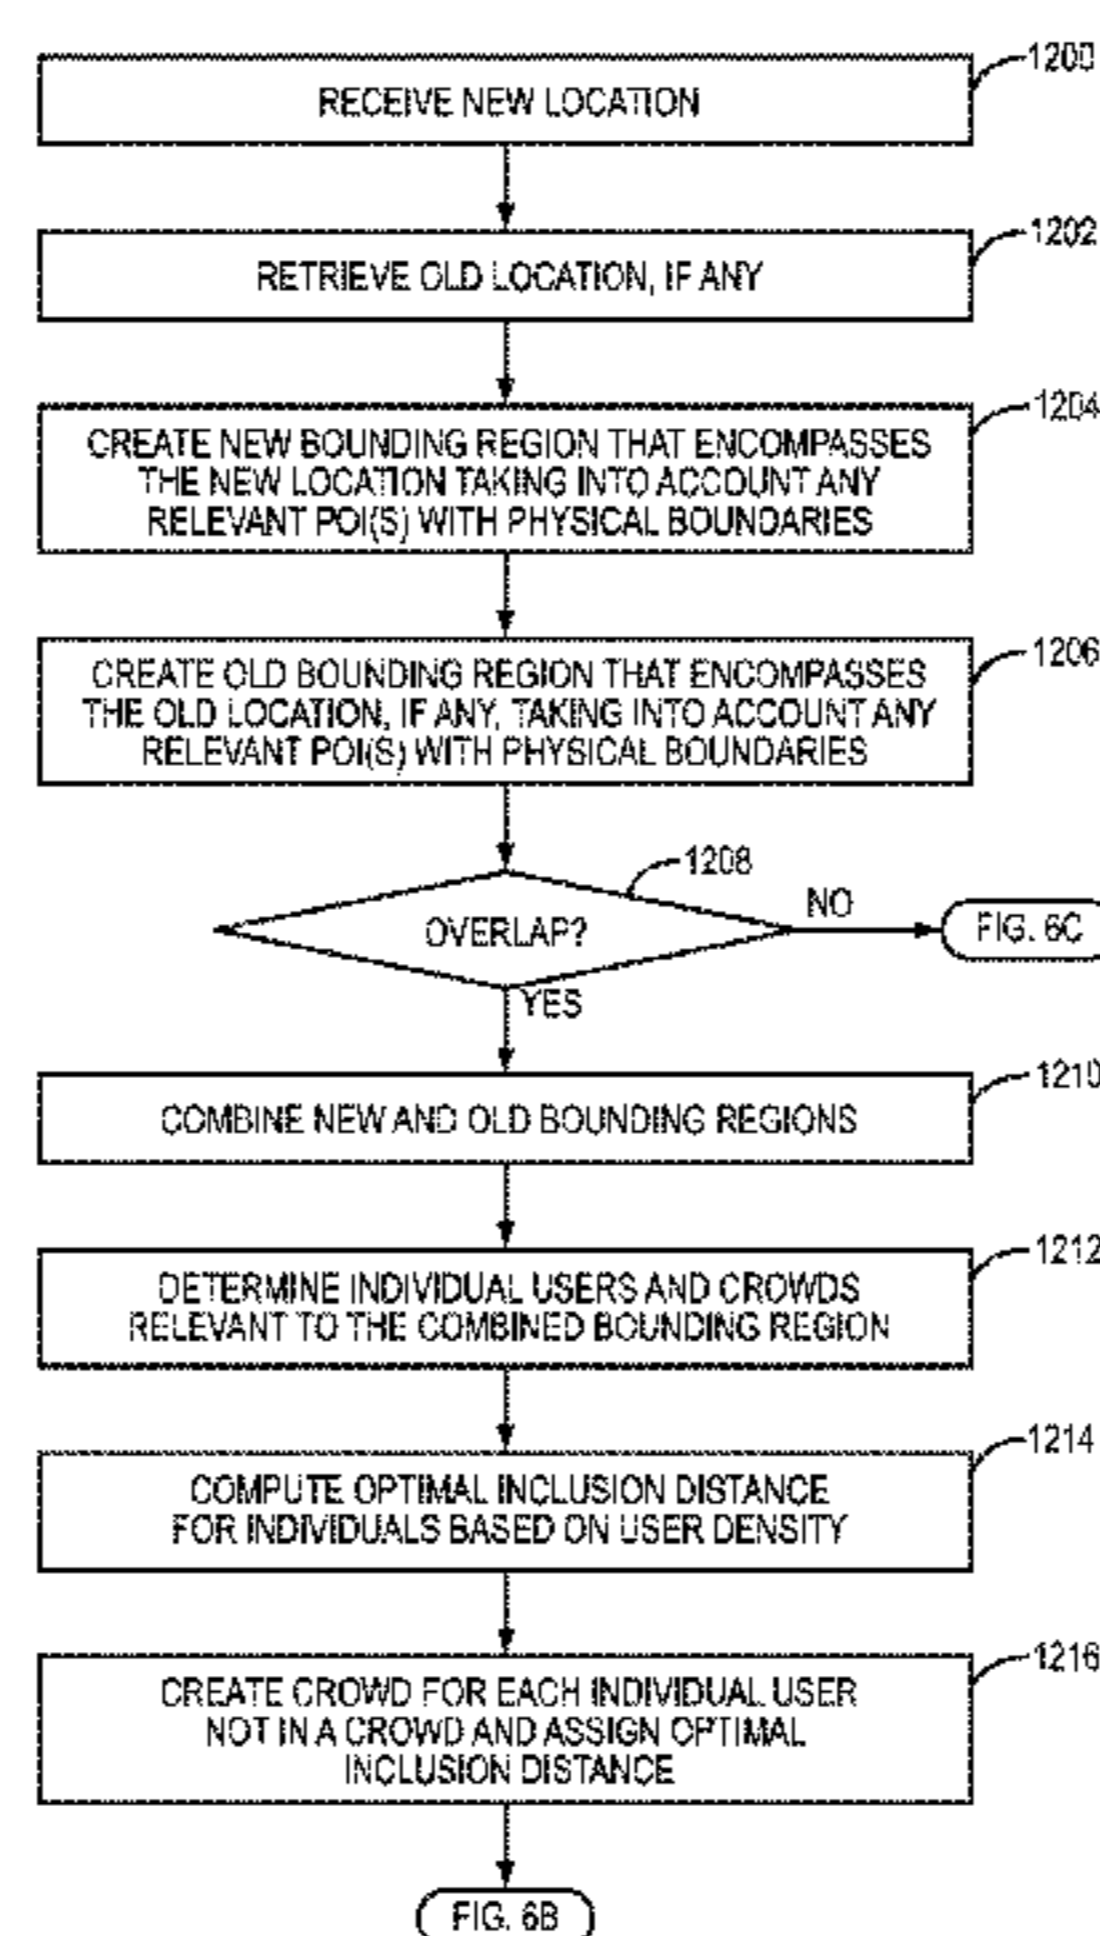 1200
RECEIVE NEW LOCATION
1202
RETRIEVE OLD LOCATION, IF ANY
1204
CREATE NEW BOUNDING REGION THAT ENCOMPASSES
THE NEW LOCATION TAKING INTO ACCOUNT ANY
RELEVANT POI(S) WITH PHYSICAL BOUNDARIES
1206
CREATE OLD BOUNDING REGION THAT ENCOMPASSES
THE OLD LOCATION, IF ANY, TAKING INTO ACCOUNT ANY
RELEVANT POI(S) WITH PHYSICAL BOUNDARIES
1208
OVERLAP?
NO
FIG. 6C
YES
1210
COMBINE NEW AND OLD BOUNDING REGIONS
1212
DETERMINE INDIVIDUAL USERS AND CROWDS
RELEVANT TO THE COMBINED BOUNDING REGION
1214
COMPUTE OPTIMAL INCLUSION DISTANCE
FOR INDIVIDUALS BASED ON USER DENSITY
1216
CREATE CROWD FOR EACH INDIVIDUAL USER
NOT IN A CROWD AND ASSIGN OPTIMAL
INCLUSION DISTANCE
FIG. 6B